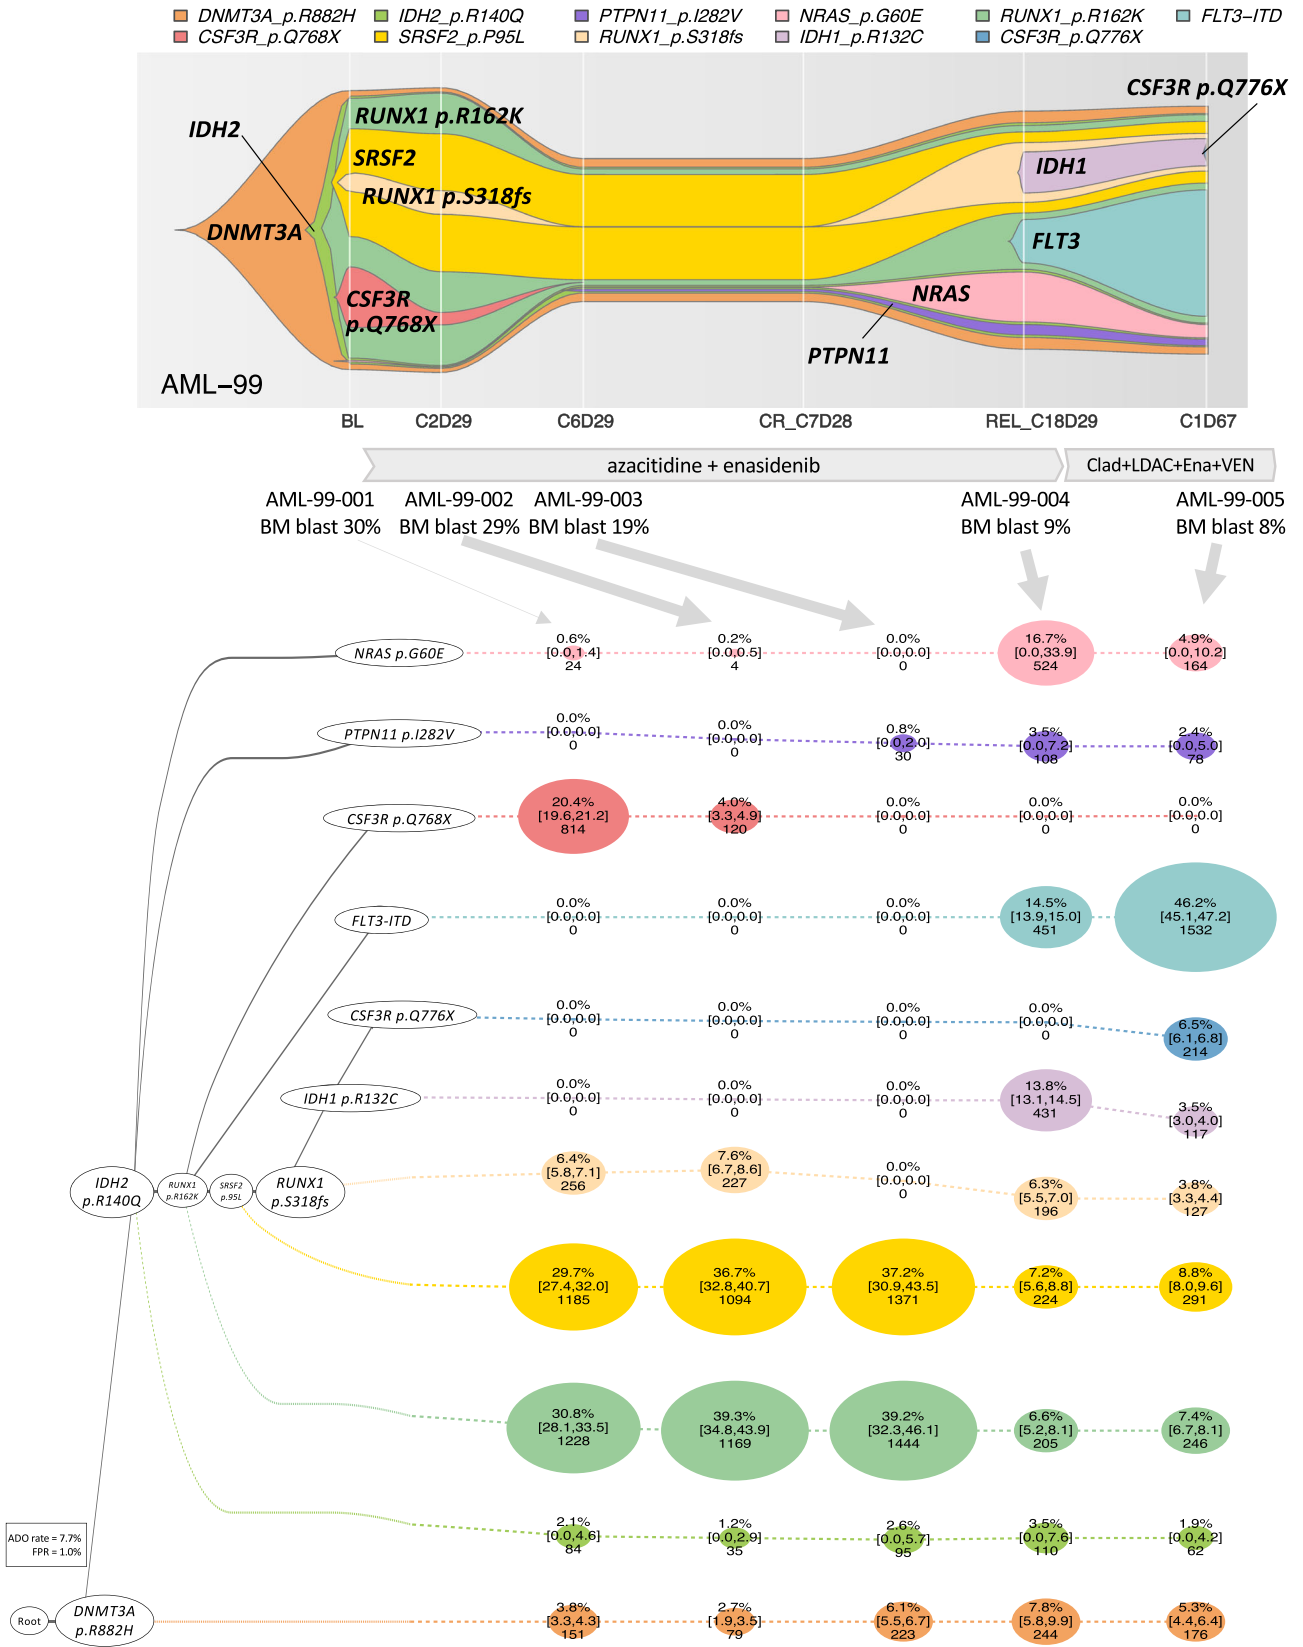 DNMT3A_p.R882H IDH2_p.R140Q PTPN11_p.I282V NRAS_p.G60E RUNX1_p.R162K FLT3–ITD
CSF3R_p.Q768X SRSF2_p.P95L RUNX1_p.S318fs IDH1_p.R132C CSF3R_p.Q776X
CSF3R p.Q776X
RUNX1 p.R162K
IDH2
SRSF2
IDH1
RUNX1 p.S318fs
DNMT3A
FLT3
CSF3R
p.Q768X
NRAS
PTPN11
AML–99
BL C2D29 C6D29 CR_C7D28 REL_C18D29 C1D67
azacitidine + enasidenib Clad+LDAC+Ena+VEN
AML-99-001 AML-99-002 AML-99-003 AML-99-004 AML-99-005
BM blast 30% BM blast 29% BM blast 19% BM blast 9% BM blast 8%
0.6% 0.2% 0.0% 16.7% 4.9%
NRAS p.G60E [0.0,1.4] [0.0,0.5] [0.0,0.0] [0.0,33.9] [0.0,10.2]
24 4 0 524 164
0.0% 0.0% 0.8% 3.5% 2.4%
PTPN11 p.I282V [0.0,0.0] [0.0,0.0] [0.0,2.0] [0.0,7.2] [0.0,5.0]
0 0 30 108 78
20.4% 4.0% 0.0% 0.0% 0.0%
CSF3R p.Q768X [19.6,21.2] [3.3,4.9] [0.0,0.0] [0.0,0.0] [0.0,0.0]
814 120 0 0 0
0.0% 0.0% 0.0% 14.5% 46.2%
FLT3-ITD [0.0,0.0] [0.0,0.0] [0.0,0.0] [13.9,15.0] [45.1,47.2]
0 0 0 451 1532
0.0% 0.0% 0.0% 0.0% 6.5%
CSF3R p.Q776X [0.0,0.0] [0.0,0.0] [0.0,0.0] [0.0,0.0] [6.1,6.8]
0 0 0 0 214
0.0% 0.0% 0.0% 13.8% 3.5%
IDH1 p.R132C [0.0,0.0] [0.0,0.0] [0.0,0.0] [13.1,14.5] [3.0,4.0]
0 0 0 431 117
6.4% 7.6% 0.0% 6.3% 3.8%
[5.8,7.1] [6.7,8.6] [0.0,0.0] [5.5,7.0] [3.3,4.4]
256 227 0 196 127
IDH2 RUNX1 SRSF2 RUNX1
p.R140Q p.R162K p.95L p.S318fs
29.7% 36.7% 37.2% 7.2% 8.8%
[27.4,32.0] [32.8,40.7] [30.9,43.5] [5.6,8.8] [8.0,9.6]
1185 1094 1371 224 291
30.8% 39.3% 39.2% 6.6% 7.4%
[28.1,33.5] [34.8,43.9] [32.3,46.1] [5.2,8.1] [6.7,8.1]
1228 1169 1444 205 246
2.1% 1.2% 2.6% 3.5% 1.9%
[0.0,4.6] [0.0,2.9] [0.0,5.7] [0.0,7.6] [0.0,4.2]
84 35 95 110 62
ADO rate = 7.7%
FPR = 1.0%
3.8% 2.7% 6.1% 7.8% 5.3%
[3.3,4.3] [1.9,3.5] [5.5,6.7] [5.8,9.9] [4.4,6.4]
151 79 223 244 176
Root DNMT3A
p.R882H